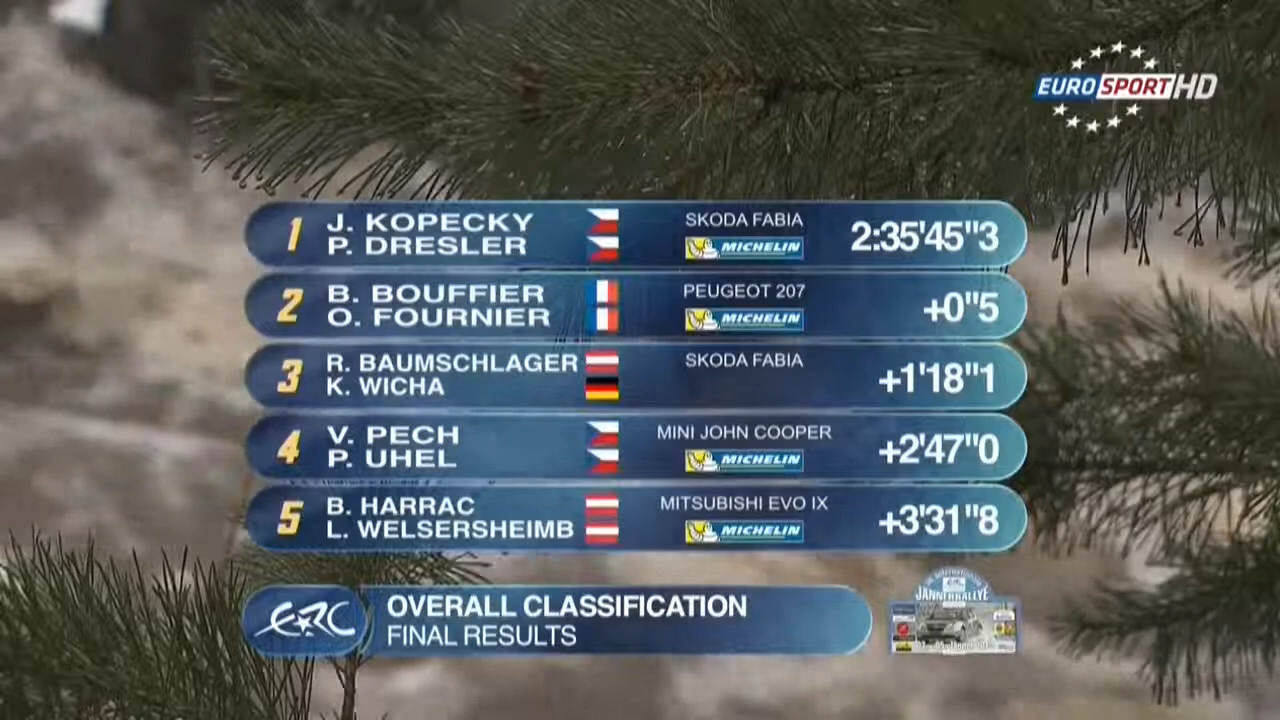 EUROSPORT HD
1
J. KOPECKY
P. DRESLER
SKODA FABIA
MICHELIN
2:35'45"3
2
B. BOUFFIER
O. FOURNIER
PEUGEOT 207
MICHELIN
+0"5
3
R. BAUMSCHLAGER
K. WICHA
SKODA FABIA
+1'18"1
4
V. PECH
P. UHEL
MINI JOHN COOPER
MICHELIN
+2'47"0
5
B. HARRAC
L. WELSERSHEIMB
MITSUBISHI EVO IX
MICHELIN
+3'31"8
ERC
OVERALL CLASSIFICATION
FINAL RESULTS
JÄNNERRALLYE